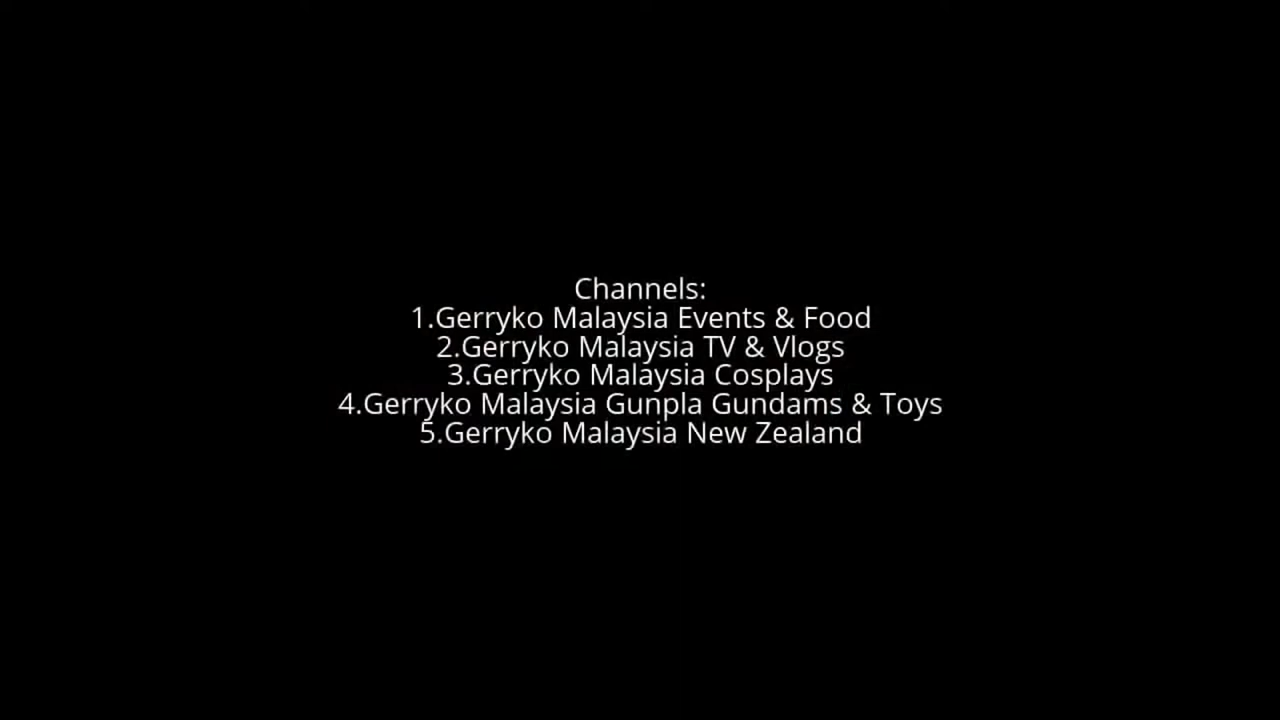 Channels:
1.Gerryko Malaysia Events & Food
2.Gerryko Malaysia TV & Vlogs
3.Gerryko Malaysia Cosplays
4.Gerryko Malaysia Gunpla Gundams & Toys
5.Gerryko Malaysia New Zealand